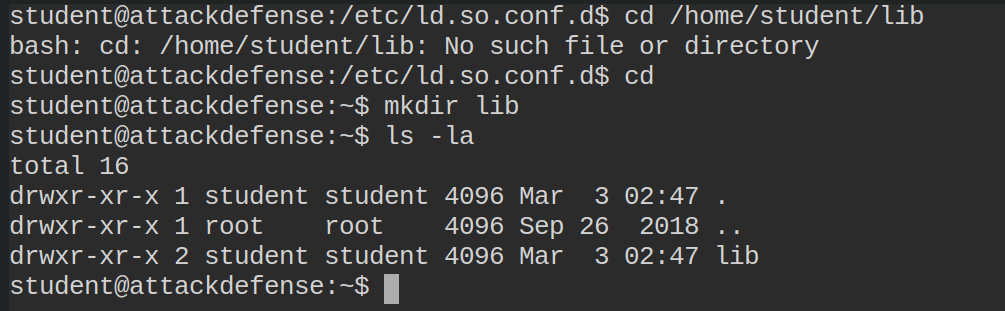 student@attackdefense:/etc/ld.so.conf.d$ cd /home/student/lib
bash: cd: /home/student/lib: No such file or directory
student@attackdefense:/etc/ld.so.conf.d$ cd
student@attackdefense:~$ mkdir lib
student@attackdefense:~$ ls -la
total 16
drwxr-xr-x 1 student student 4096 Mar  3 02:47 .
drwxr-xr-x 1 root    root    4096 Sep 26  2018 ..
drwxr-xr-x 2 student student 4096 Mar  3 02:47 lib
student@attackdefense:~$